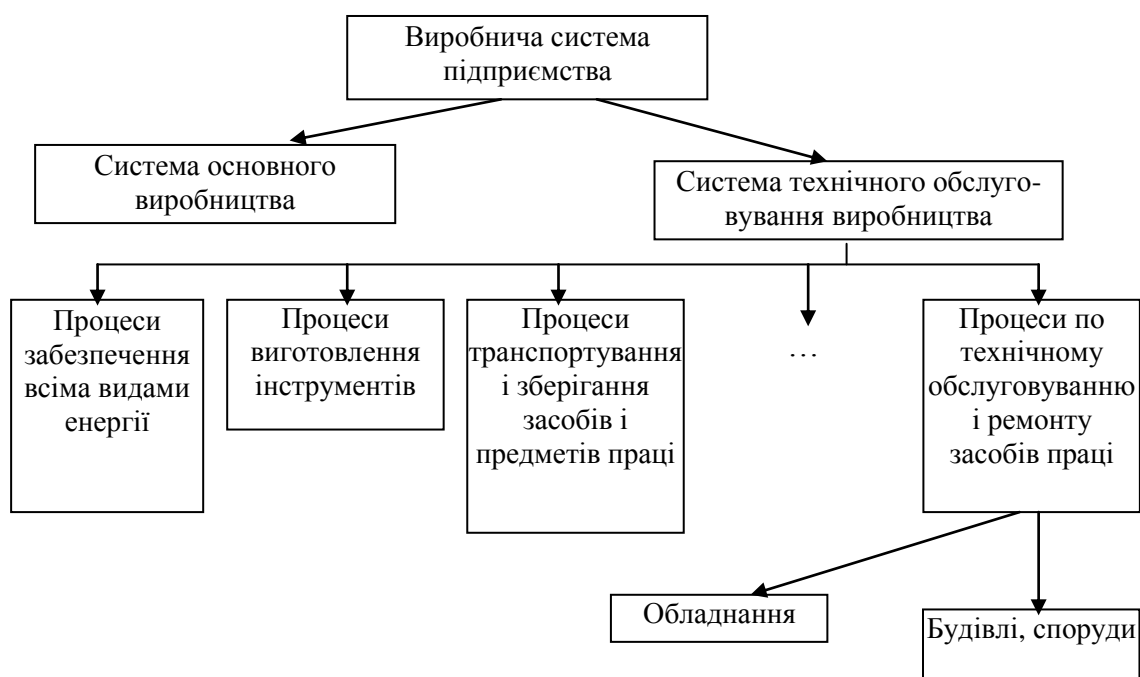 Виробнича система
підприємства
Система основного
виробництва
Система технічного обслуго-
вування виробництва
Процеси
забезпечення
всіма видами
енергії
Процеси
виготовлення
інструментів
Процеси
транспортування
і зберігання
засобів і
предметів праці
…
Процеси по
технічному
обслуговуванню
і ремонту
засобів праці
Обладнання
Будівлі, споруди